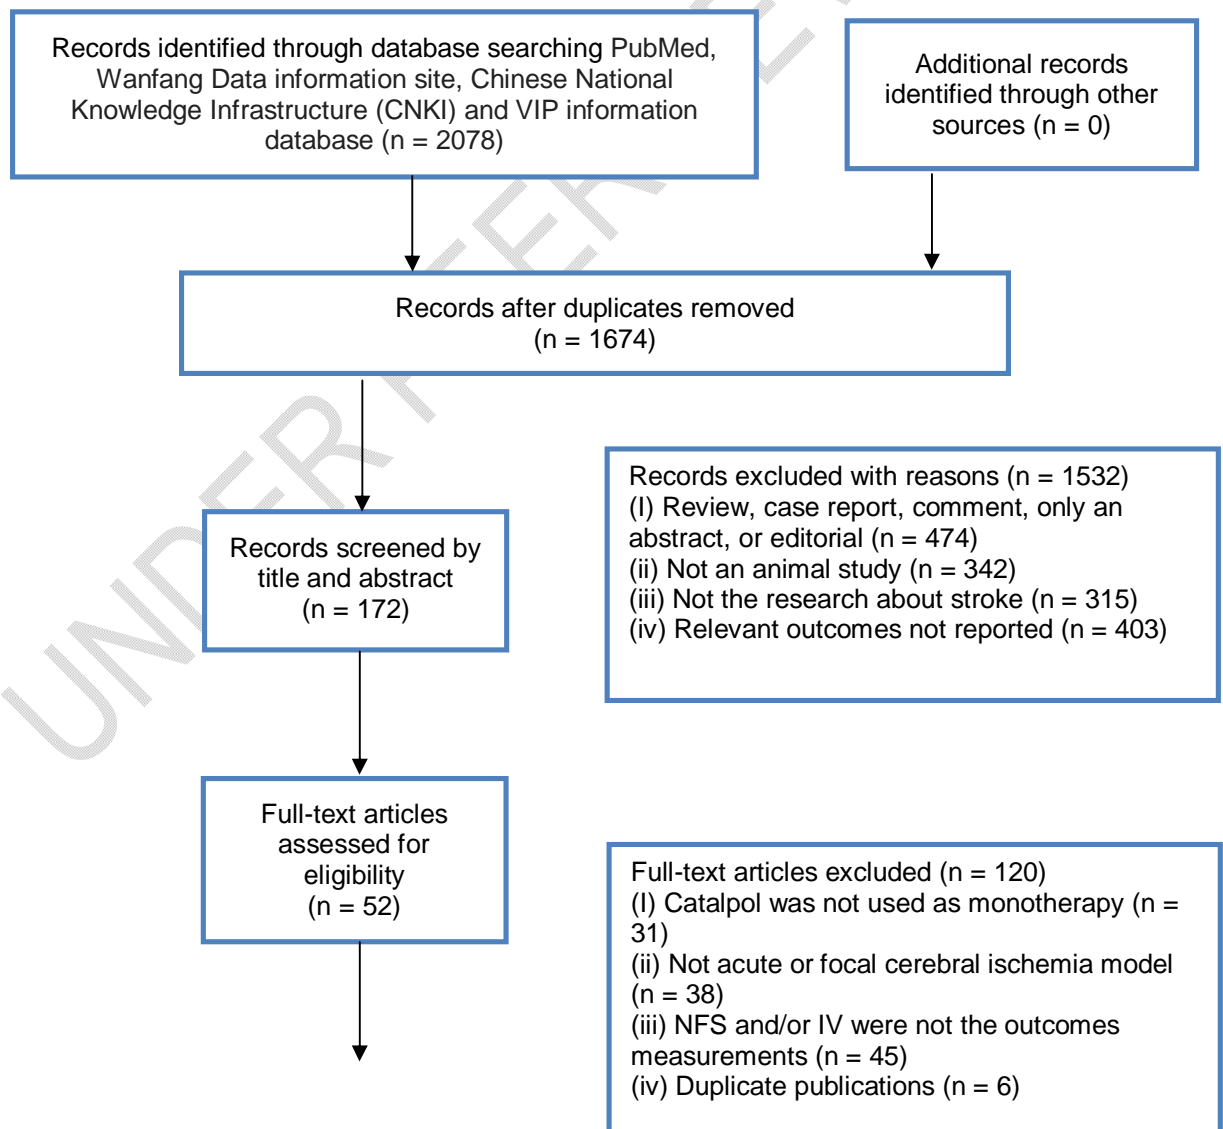 Records identified through database searching PubMed,
Wanfang Data information site, Chinese National
Knowledge Infrastructure (CNKI) and VIP information
database (n = 2078)
Additional records
identified through other
sources (n = 0)
Records after duplicates removed
(n = 1674)
Records excluded with reasons (n = 1532)
(I) Review, case report, comment, only an
abstract, or editorial (n = 474)
(ii) Not an animal study (n = 342)
(iii) Not the research about stroke (n = 315)
(iv) Relevant outcomes not reported (n = 403)
Records screened by
title and abstract
(n = 172)
Full-text articles
assessed for
eligibility
(n = 52)
Full-text articles excluded (n = 120)
(I) Catalpol was not used as monotherapy (n =
31)
(ii) Not acute or focal cerebral ischemia model
(n = 38)
(iii) NFS and/or IV were not the outcomes
measurements (n = 45)
(iv) Duplicate publications (n = 6)
UNDER